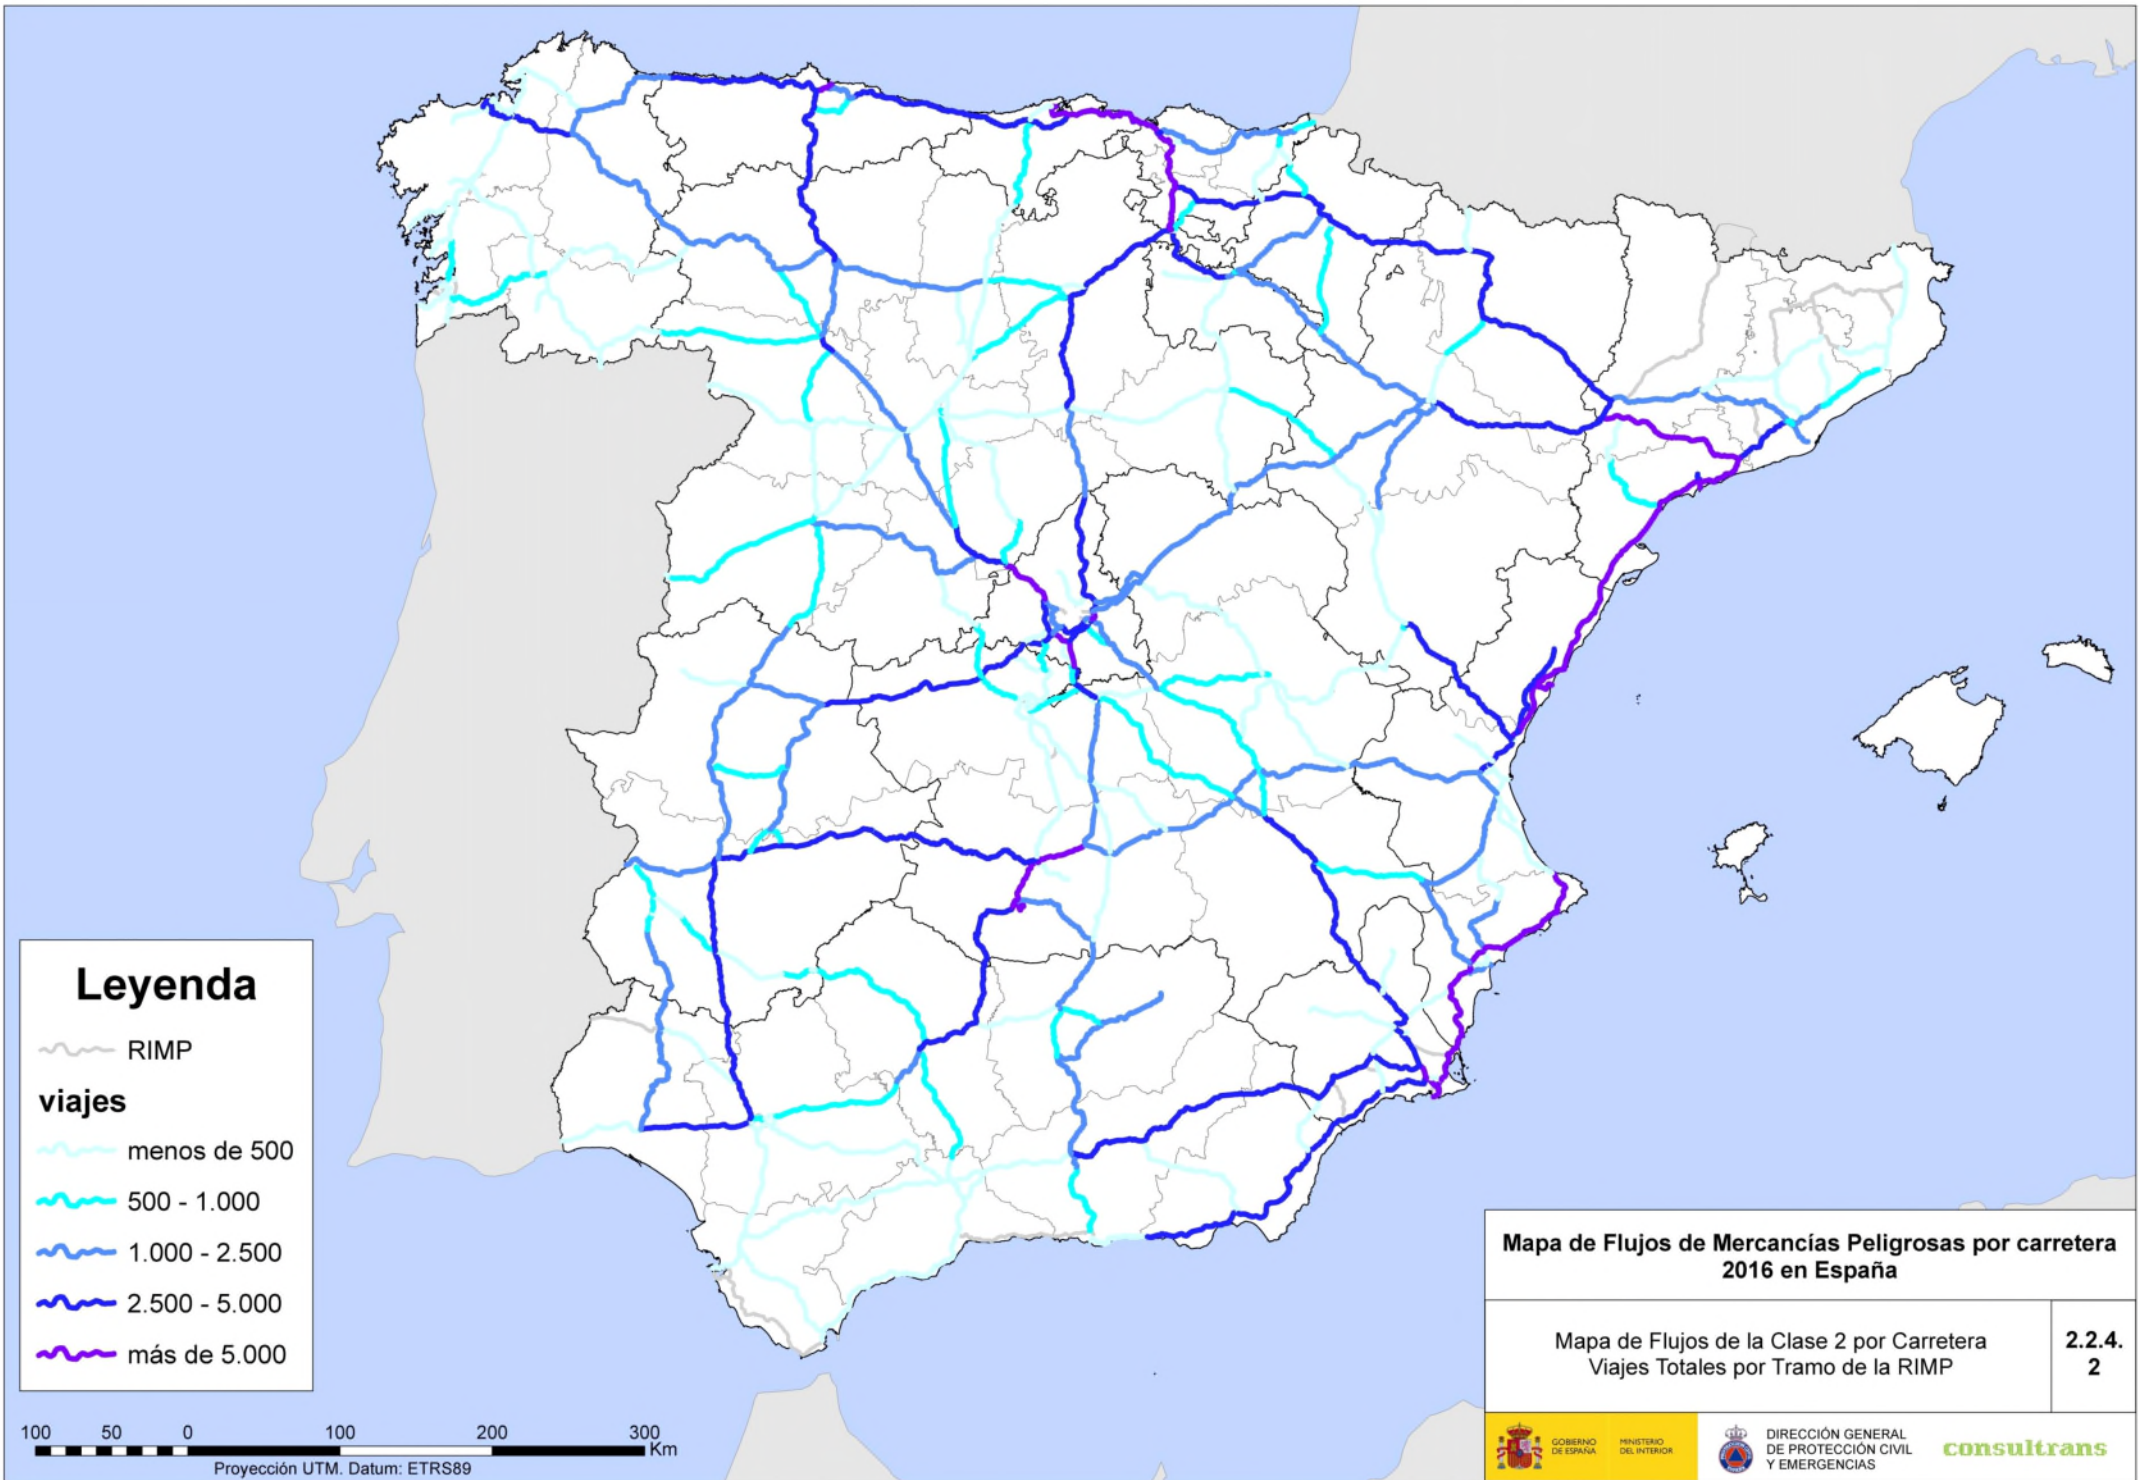 Leyenda
RIMP
viajes
menos de 500
500 - 1.000
1.000 - 2.500
2.500 - 5.000
más de 5.000
100 50 0 100 200 300
Km
Proyección UTM. Datum: ETRS89
Mapa de Flujos de Mercancías Peligrosas por carretera
2016 en España
Mapa de Flujos de la Clase 2 por Carretera
Viajes Totales por Tramo de la RIMP
2.2.4.
2
GOBIERNO
DE ESPAÑA
MINISTERIO
DEL INTERIOR
DIRECCIÓN GENERAL
DE PROTECCIÓN CIVIL
Y EMERGENCIAS
consultrans